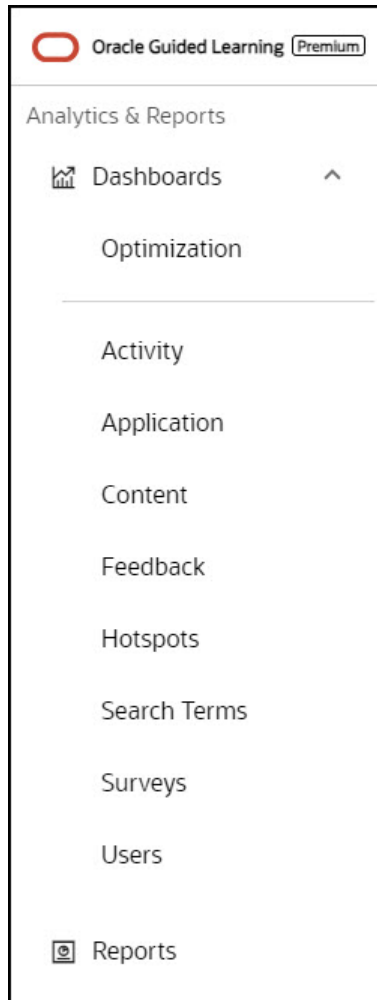 Oracle Guided Learning Premium
Analytics & Reports
Dashboards
Optimization
Activity
Application
Content
Feedback
Hotspots
Search Terms
Surveys
Users
Reports